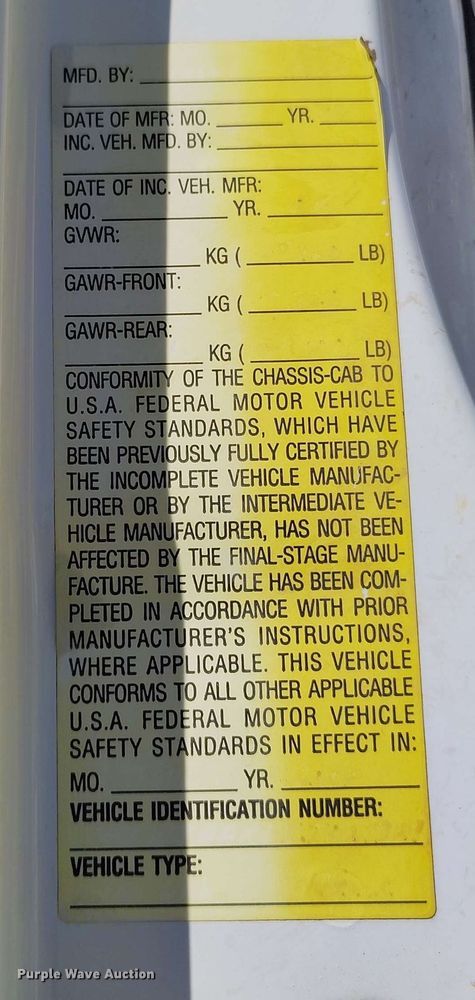 MFD. BY:
DATE OF MFR: MO. YR.
INC. VEH. MFD. BY:
DATE OF INC. VEH. MFR:
MO. YR.
GVWR:
KG ( LB)
GAWR-FRONT:
KG ( LB)
GAWR-REAR:
KG ( LB)
CONFORMITY OF THE CHASSIS-CAB TO
U.S.A. FEDERAL MOTOR VEHICLE
SAFETY STANDARDS, WHICH HAVE
BEEN PREVIOUSLY FULLY CERTIFIED BY
THE INCOMPLETE VEHICLE MANUFAC-
TURER OR BY THE INTERMEDIATE VE-
HICLE MANUFACTURER, HAS NOT BEEN
AFFECTED BY THE FINAL-STAGE MANU-
FACTURE. THE VEHICLE HAS BEEN COM-
PLETED IN ACCORDANCE WITH PRIOR
MANUFACTURER'S INSTRUCTIONS,
WHERE APPLICABLE. THIS VEHICLE
CONFORMS TO ALL OTHER APPLICABLE
U.S.A. FEDERAL MOTOR VEHICLE
SAFETY STANDARDS IN EFFECT IN:
MO. YR.
VEHICLE IDENTIFICATION NUMBER:
VEHICLE TYPE:
Purple Wave Auction